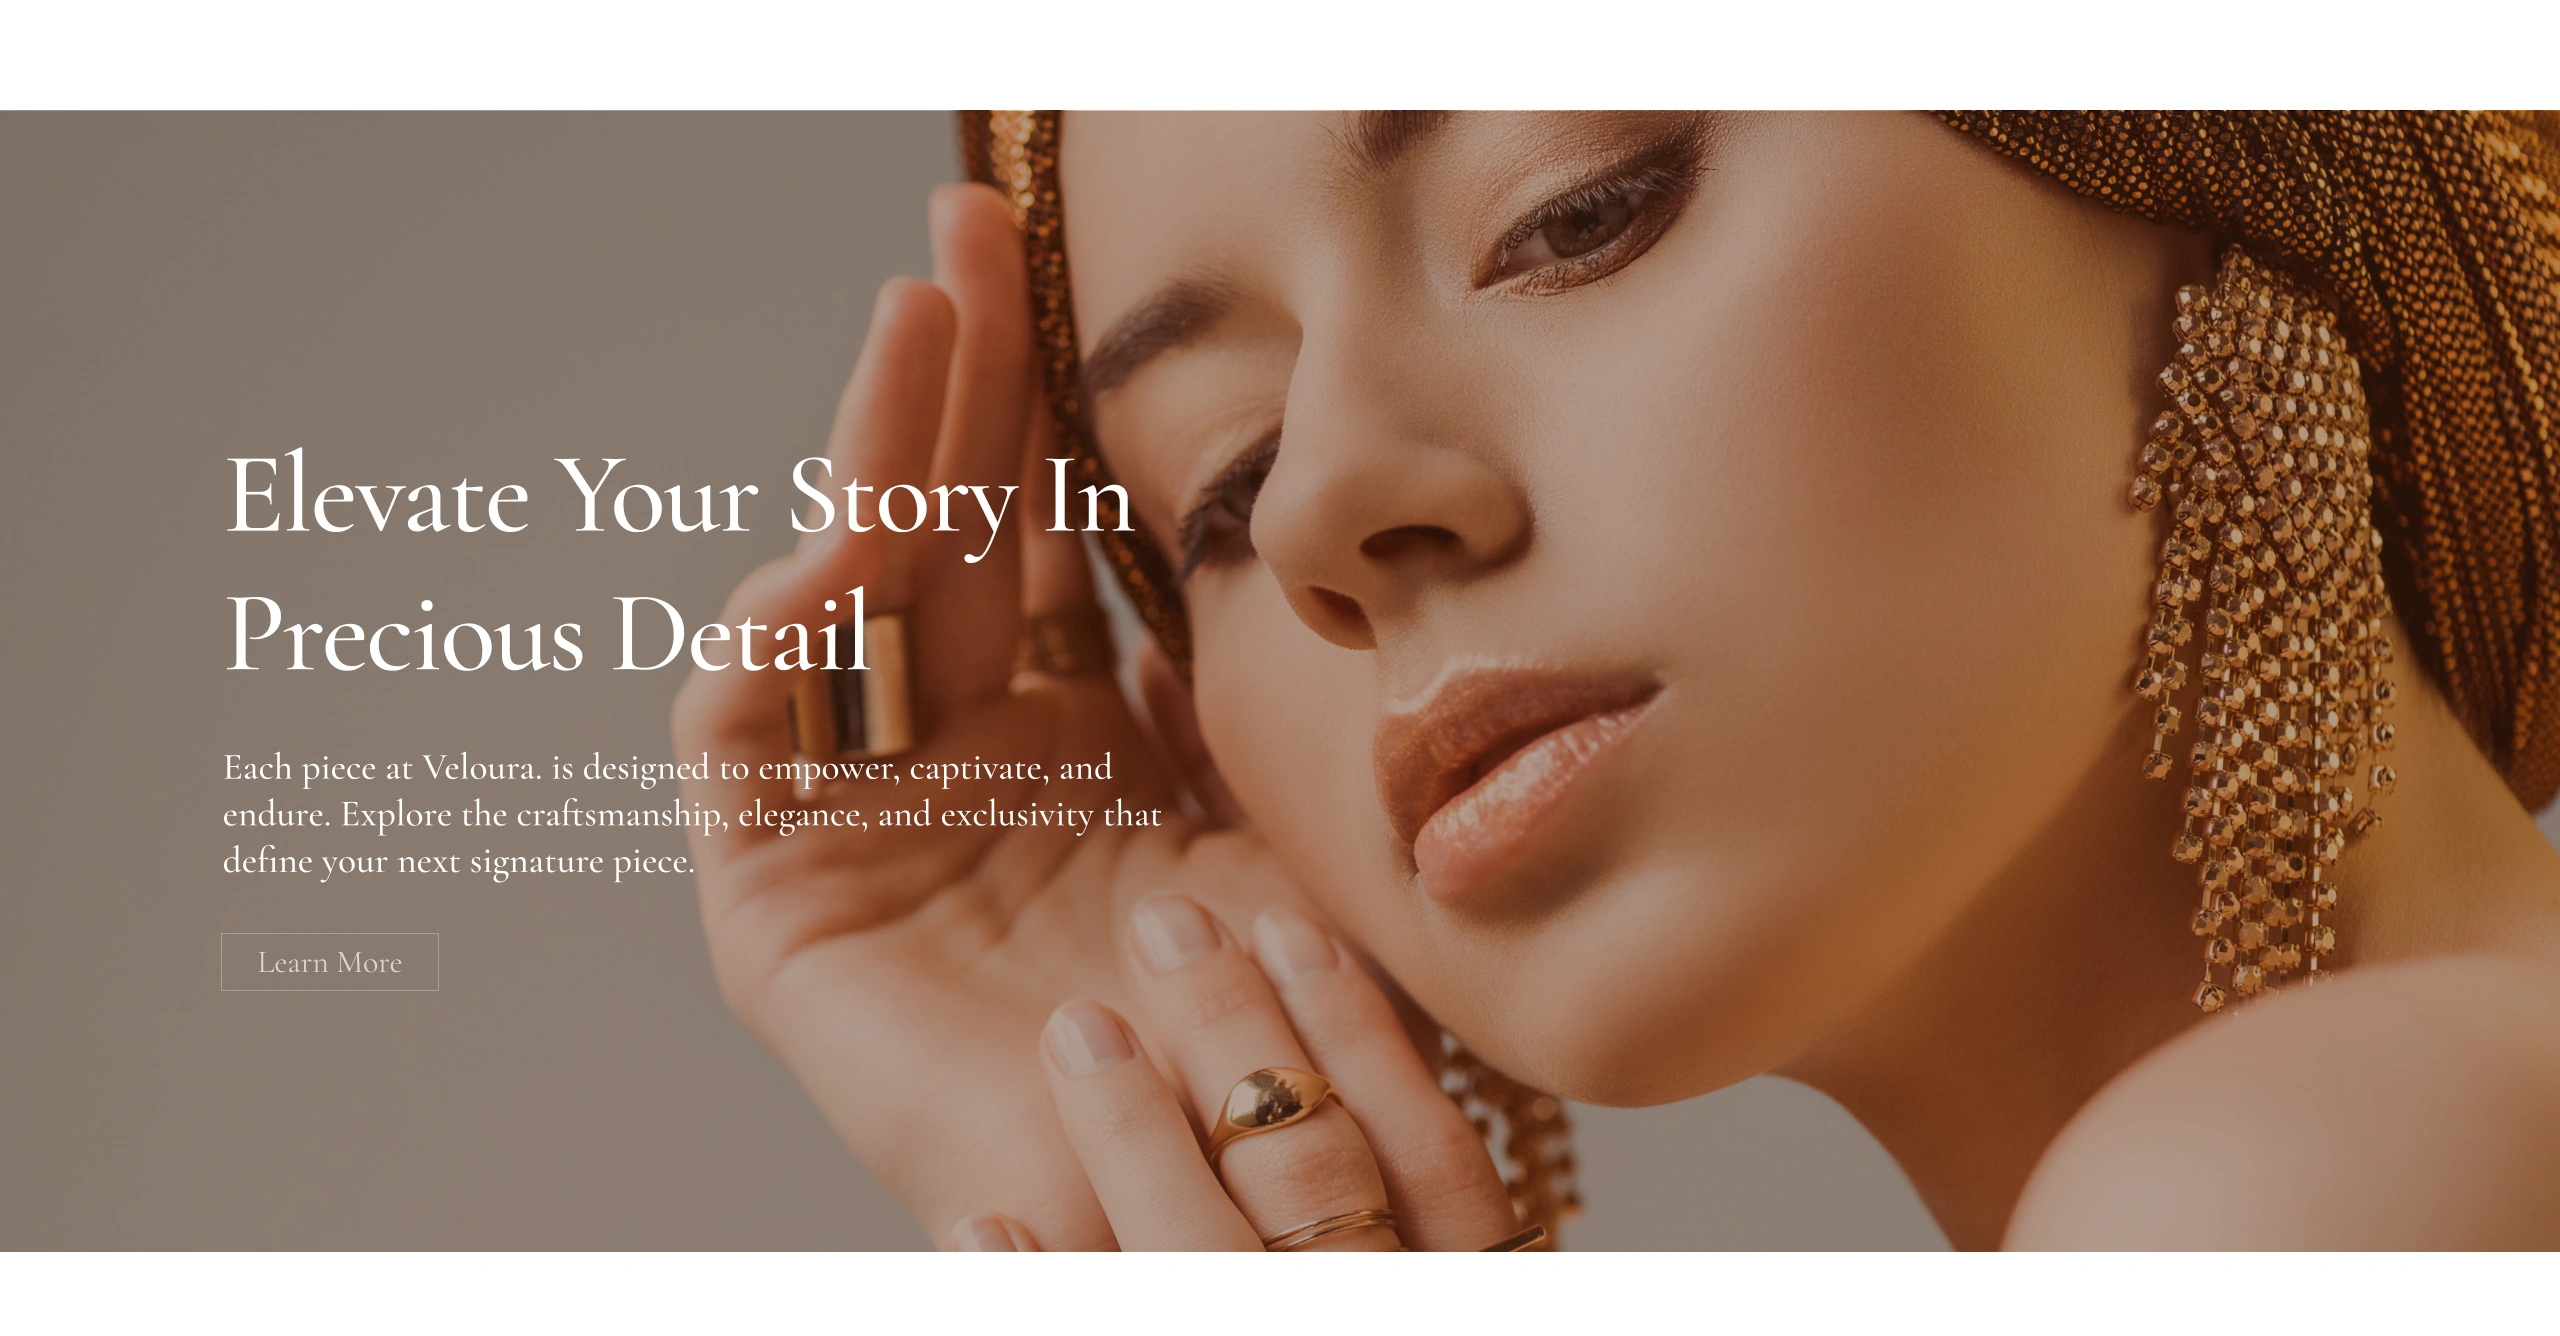 Elevate Your Story In
Precious Detail
Each piece at Veloura. is designed to empower, captivate, and
endure. Explore the craftsmanship, elegance, and exclusivity that
define your next signature piece.
Learn More